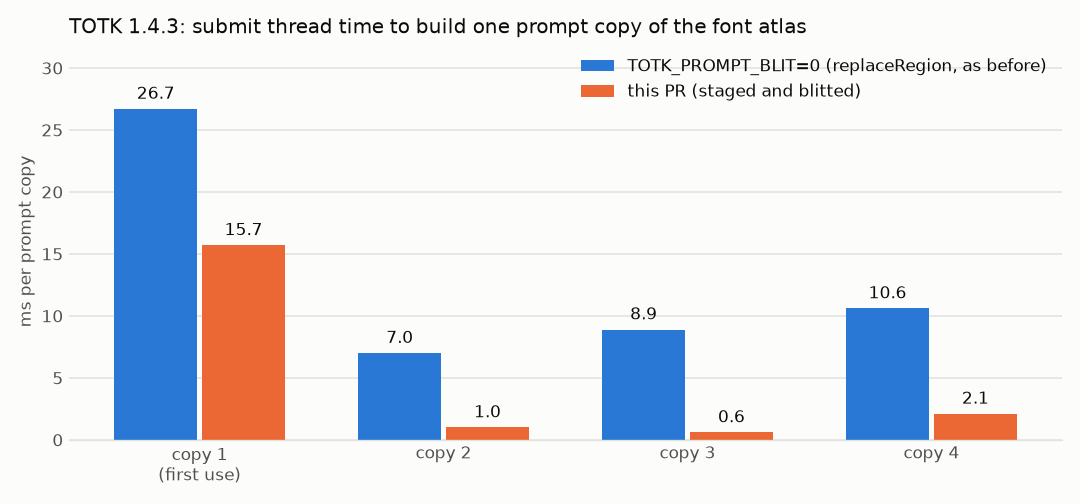 TOTK 1.4.3: submit thread time to build one prompt copy of the font atlas
TOTK_PROMPT_BLIT=0 (replaceRegion, as before)
this PR (staged and blitted)
ms per prompt copy
30
25
20
15
10
5
0
26.7
15.7
7.0
1.0
8.9
0.6
10.6
2.1
copy 1
(first use)
copy 2
copy 3
copy 4